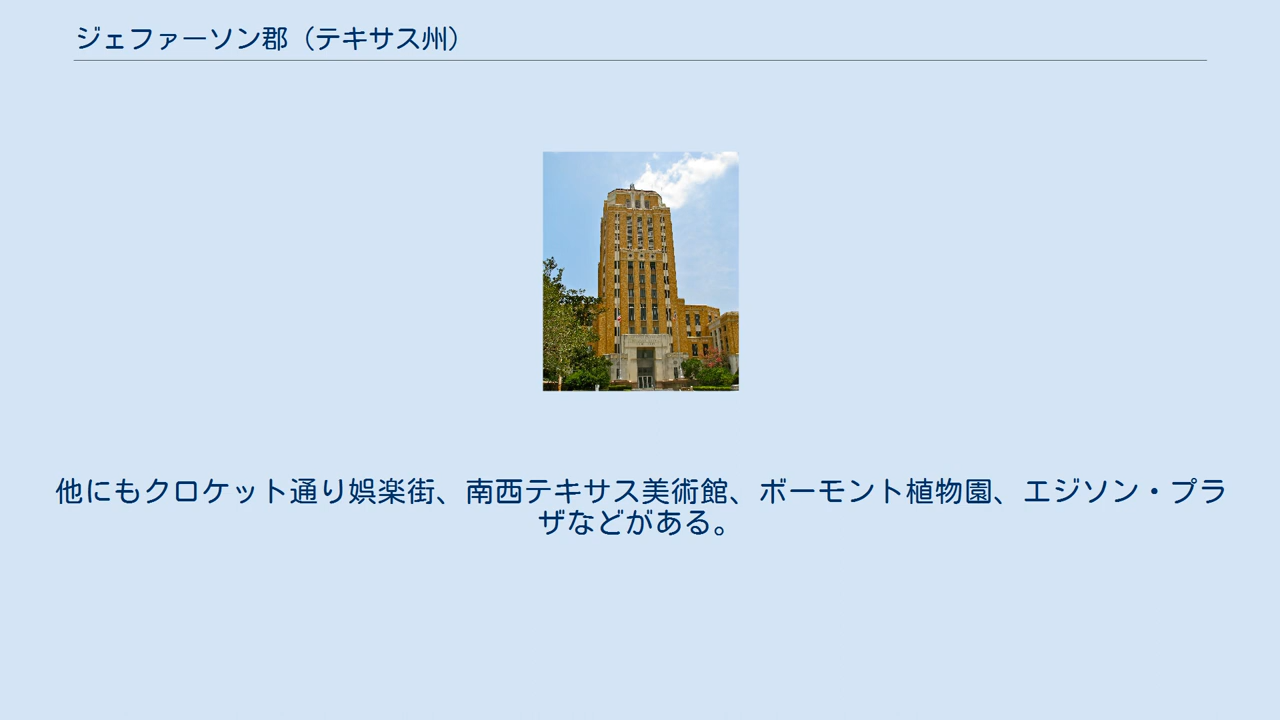 ジェファーソン郡（テキサス州）
他にもクロケット通り娯楽街、南西テキサス美術館、ボーモント植物園、エジソン・プラ
ザなどがある。